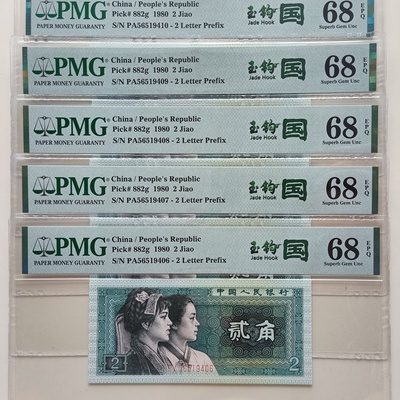 PMG
PAPER MONEY GUARANTY
China / People's Republic
Pick# 882g 1980 2 Jiao
S/N PA56519410 - 2 Letter Prefix
玉钩国
Jade Hook
68 EPQ
Superb Gem Unc
PMG
PAPER MONEY GUARANTY
China / People's Republic
Pick# 882g 1980 2 Jiao
S/N PA56519409 - 2 Letter Prefix
玉钩国
Jade Hook
68 EPQ
Superb Gem Unc
PMG
PAPER MONEY GUARANTY
China / People's Republic
Pick# 882g 1980 2 Jiao
S/N PA56519408 - 2 Letter Prefix
玉钩国
Jade Hook
68 EPQ
Superb Gem Unc
PMG
PAPER MONEY GUARANTY
China / People's Republic
Pick# 882g 1980 2 Jiao
S/N PA56519407 - 2 Letter Prefix
玉钩国
Jade Hook
68 EPQ
Superb Gem Unc
PMG
PAPER MONEY GUARANTY
China / People's Republic
Pick# 882g 1980 2 Jiao
S/N PA56519406 - 2 Letter Prefix
玉钩国
Jade Hook
68 EPQ
Superb Gem Unc
中国人民银行
贰角
2
2